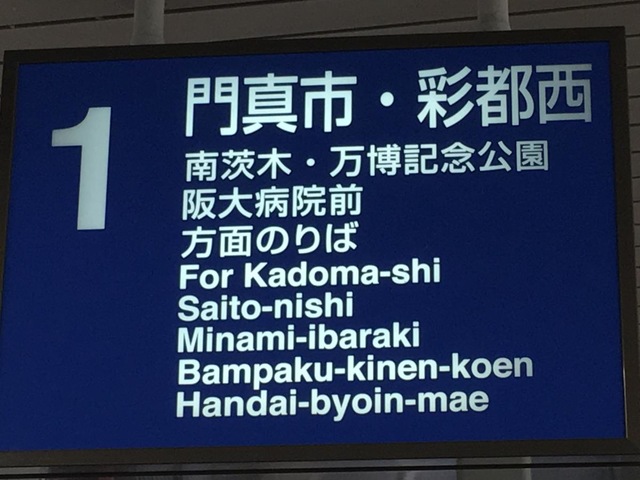 1
門真市・彩都西
南茨木・万博記念公園
阪大病院前
方面のりば
For Kadoma-shi
Saito-nishi
Minami-ibaraki
Bampaku-kinen-koen
Handai-byoin-mae